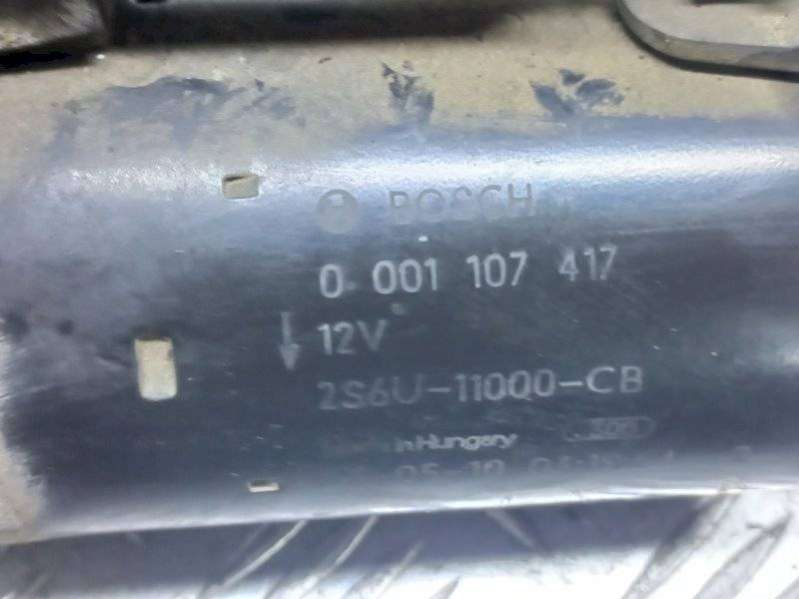 BOSCH
0 001 107 417
12V
2S6U-11000-CB
in Hungary